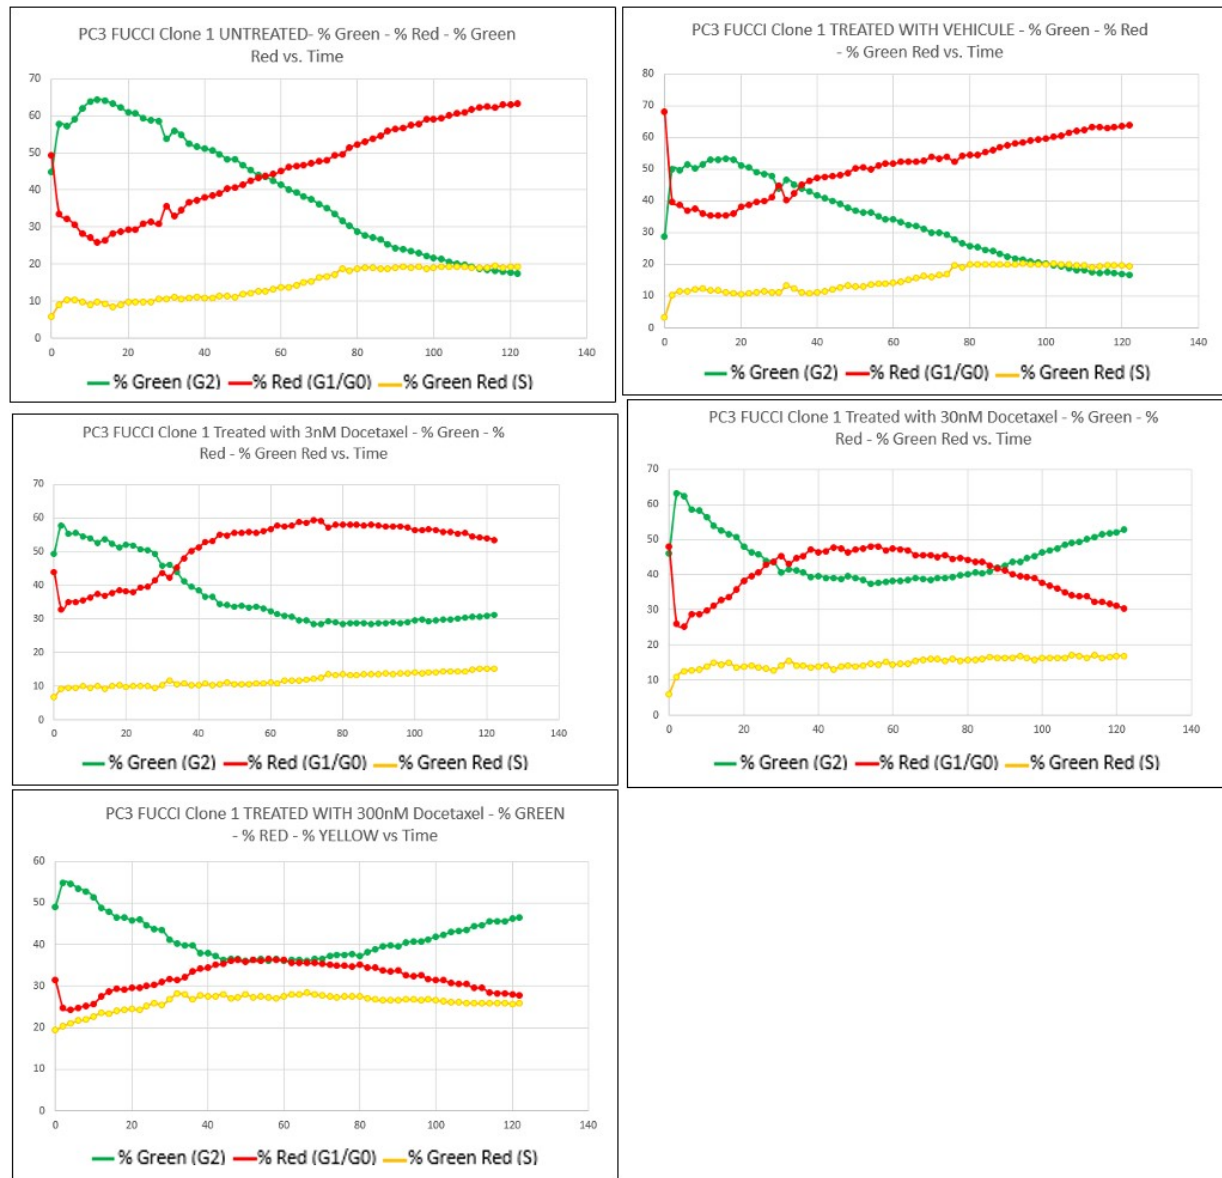 PC3 FUCCI Clone 1 UNTREATED- % Green - % Red - % Green
Red vs. Time
70
60
50
40
30
20
10
0
0 20 40 60 80 100 120 140
% Green (G2) % Red (G1/G0) % Green Red (S)
PC3 FUCCI Clone 1 TREATED WITH VEHICULE - % Green - % Red
- % Green Red vs. Time
80
70
60
50
40
30
20
10
0
0 20 40 60 80 100 120 140
% Green (G2) % Red (G1/G0) % Green Red (S)
PC3 FUCCI Clone 1 Treated with 3nM Docetaxel - % Green - %
Red - % Green Red vs. Time
70
60
50
40
30
20
10
0
0 20 40 60 80 100 120 140
% Green (G2) % Red (G1/G0) % Green Red (S)
PC3 FUCCI Clone 1 Treated with 30nM Docetaxel - % Green - %
Red - % Green Red vs. Time
70
60
50
40
30
20
10
0
0 20 40 60 80 100 120 140
% Green (G2) % Red (G1/G0) % Green Red (S)
PC3 FUCCI Clone 1 TREATED WITH 300nM Docetaxel - % GREEN
- % RED - % YELLOW vs Time
60
50
40
30
20
10
0
0 20 40 60 80 100 120 140
% Green (G2) % Red (G1/G0) % Green Red (S)